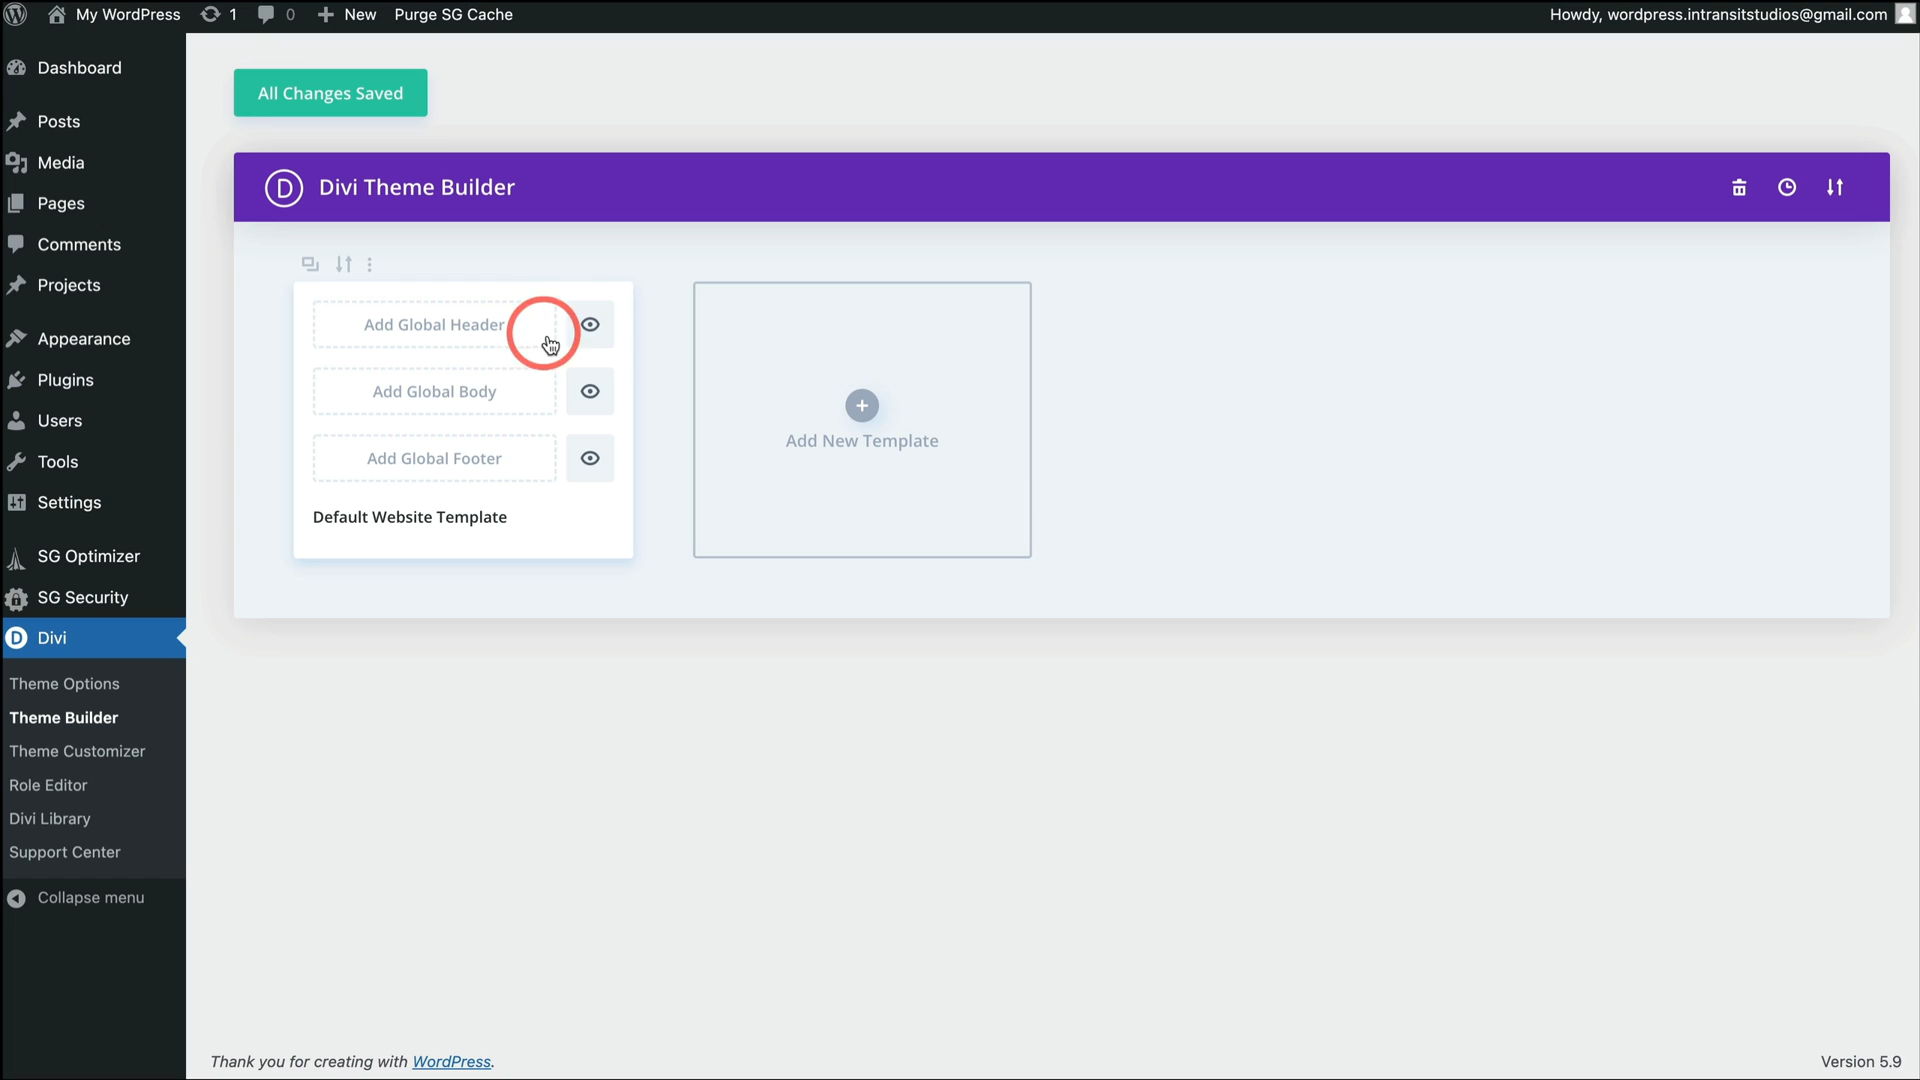 My WordPress 1 0 New Purge SG Cache Howdy, wordpress.intransitstudios@gmail.com
Dashboard
Posts
Media
Pages
Comments
Projects
Appearance
Plugins
Users
Tools
Settings
SG Optimizer
SG Security
Divi
Theme Options
Theme Builder
Theme Customizer
Role Editor
Divi Library
Support Center
Collapse menu
All Changes Saved
Divi Theme Builder
Add Global Header
Add Global Body
Add Global Footer
Default Website Template
Add New Template
Thank you for creating with WordPress.
Version 5.9